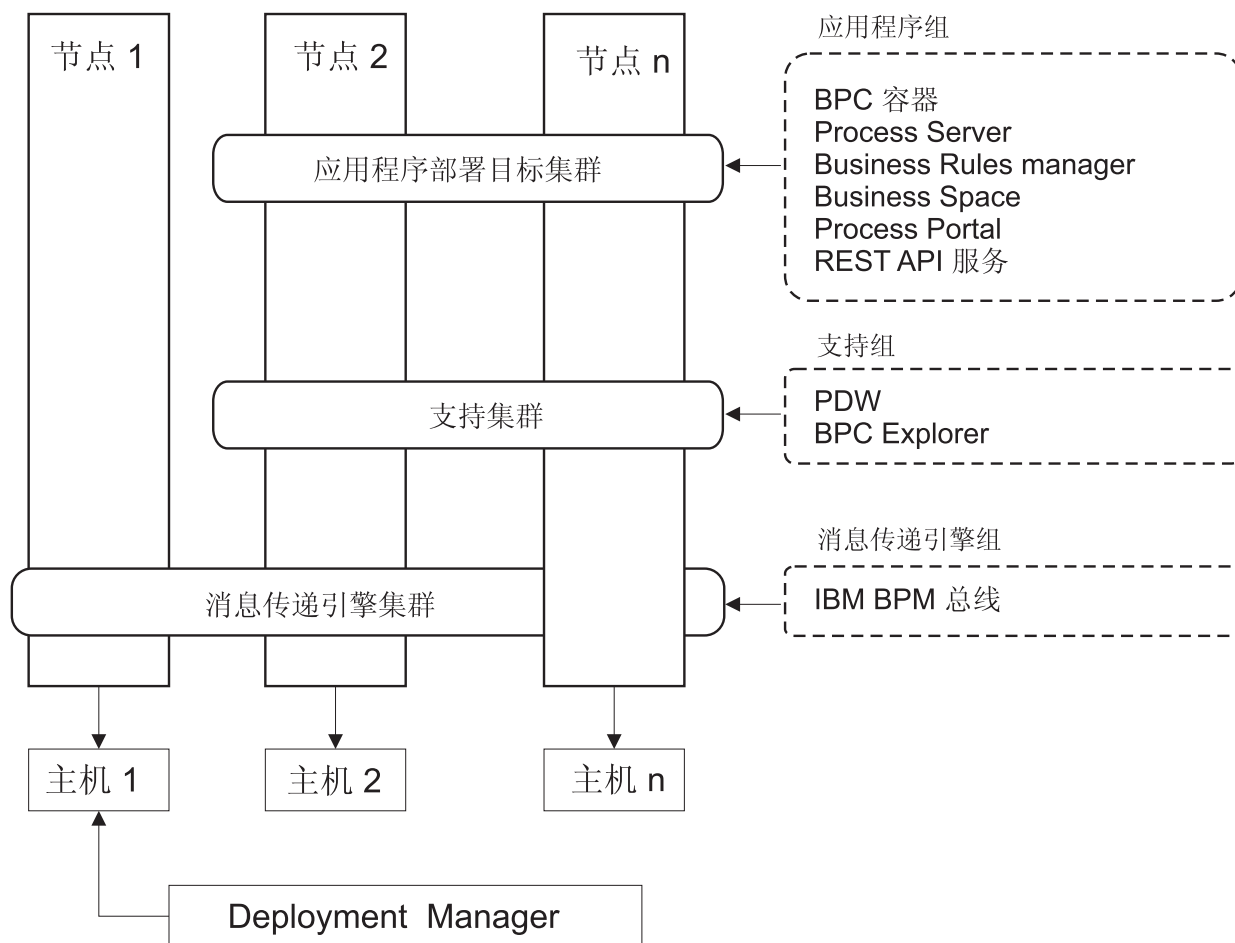 节点 1
节点 2
节点 n
应用程序组
BPC 容器
Process Server
Business Rules manager
Business Space
Process Portal
REST API 服务
应用程序部署目标集群
支持组
PDW
BPC Explorer
支持集群
消息传递引擎组
IBM BPM 总线
消息传递引擎集群
主机 1
主机 2
主机 n
Deployment Manager